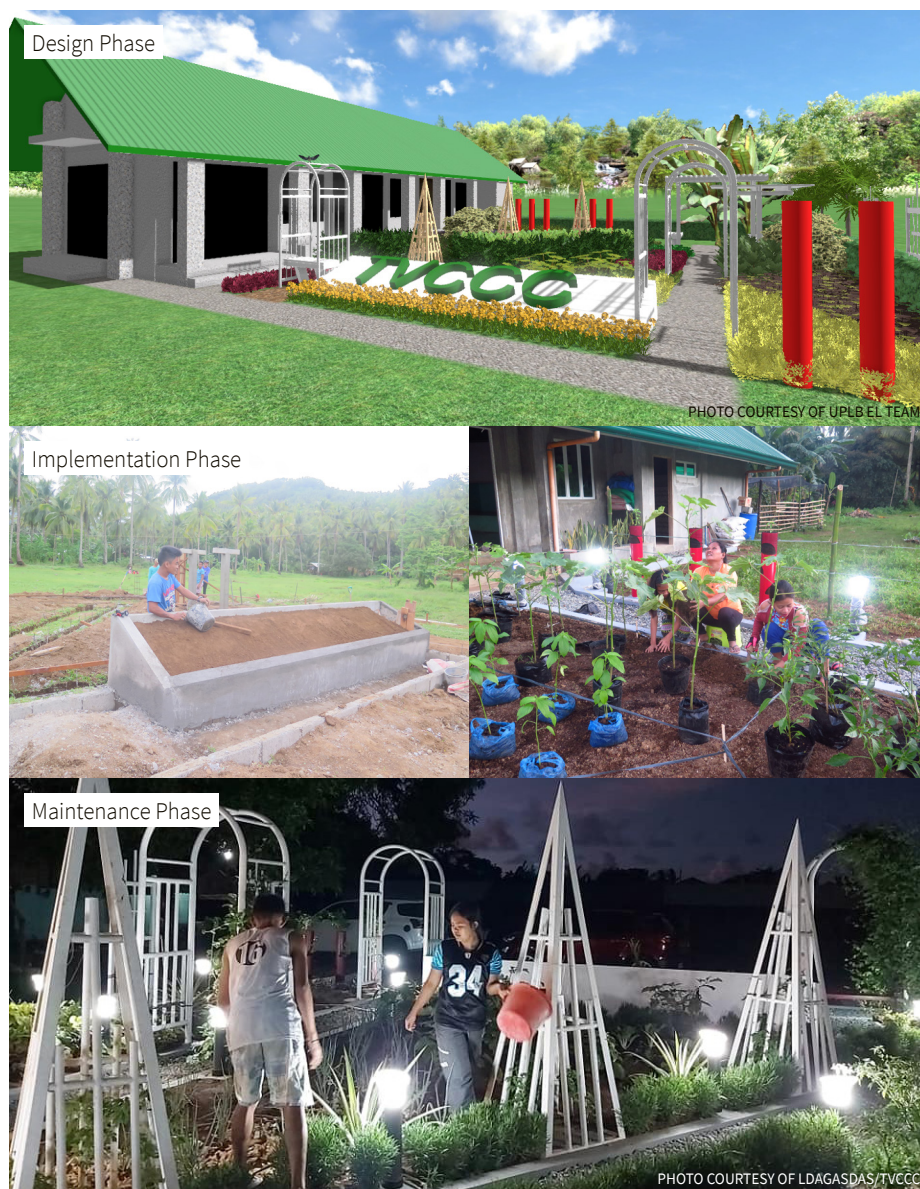 Design Phase
TVCCC
PHOTO COURTESY OF UPLB EL TEAM
Implementation Phase
Maintenance Phase
16
34
PHOTO COURTESY OF LDAGASDAS/TVCCC